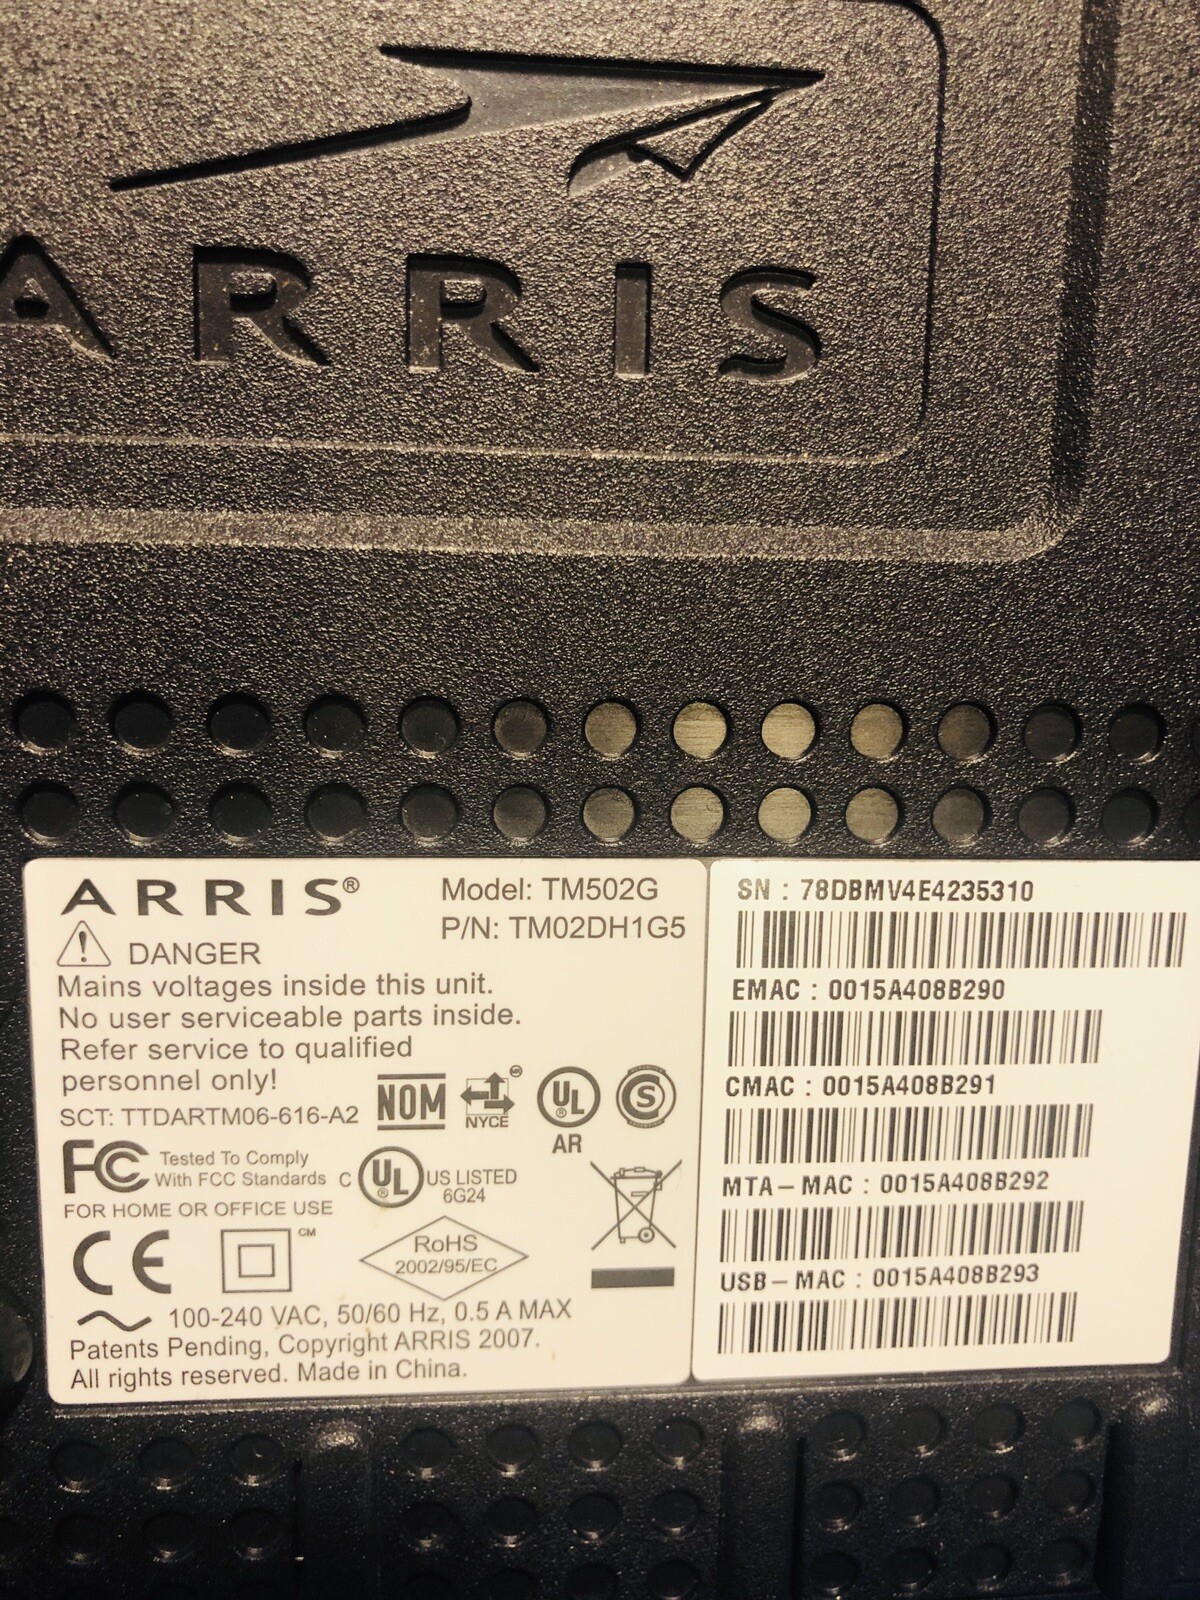 ARRIS
ARRIS®
Model: TM502G
P/N: TM02DH1G5
DANGER
Mains voltages inside this unit.
No user serviceable parts inside.
Refer service to qualified
personnel only!
SCT: TTDARTM06-616-A2
NOM
NYCE
UL
®
AR
S
FC
Tested To Comply
With FCC Standards
FOR HOME OR OFFICE USE
C UL ® US LISTED
6G24
CE
CM
RoHS
2002/95/EC
100-240 VAC, 50/60 Hz, 0.5 A MAX
Patents Pending, Copyright ARRIS 2007.
All rights reserved. Made in China.
SN : 78DBMV4E4235310
EMAC : 0015A408B290
CMAC : 0015A408B291
MTA-MAC : 0015A408B292
USB-MAC : 0015A408B293